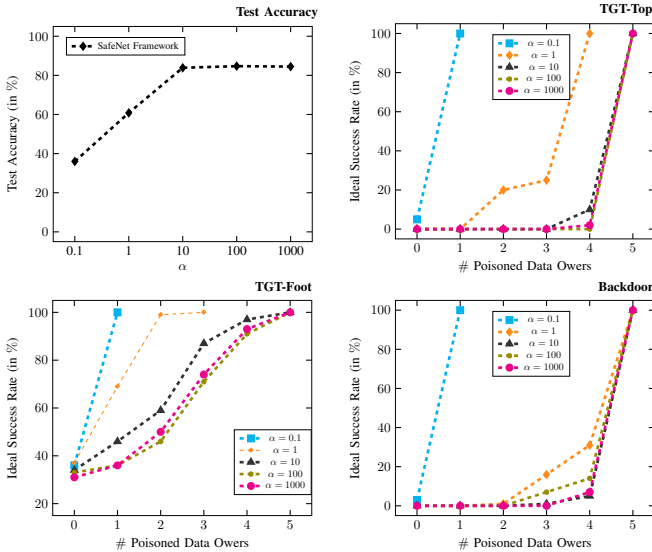 Test Accuracy
100
80
60
40
20
0
0.1
1
10
100
1000
α
Test Accuracy (in %)
SafeNet Framework
TGT-Top
100
80
60
40
20
0
0
1
2
3
4
5
# Poisoned Data Owers
Ideal Success Rate (in %)
α = 0.1
α = 1
α = 10
α = 100
α = 1000
TGT-Foot
100
80
60
40
20
0
1
2
3
4
5
# Poisoned Data Owers
Ideal Success Rate (in %)
α = 0.1
α = 1
α = 10
α = 100
α = 1000
Backdoor
100
80
60
40
20
0
0
1
2
3
4
5
# Poisoned Data Owers
Ideal Success Rate (in %)
α = 0.1
α = 1
α = 10
α = 100
α = 1000